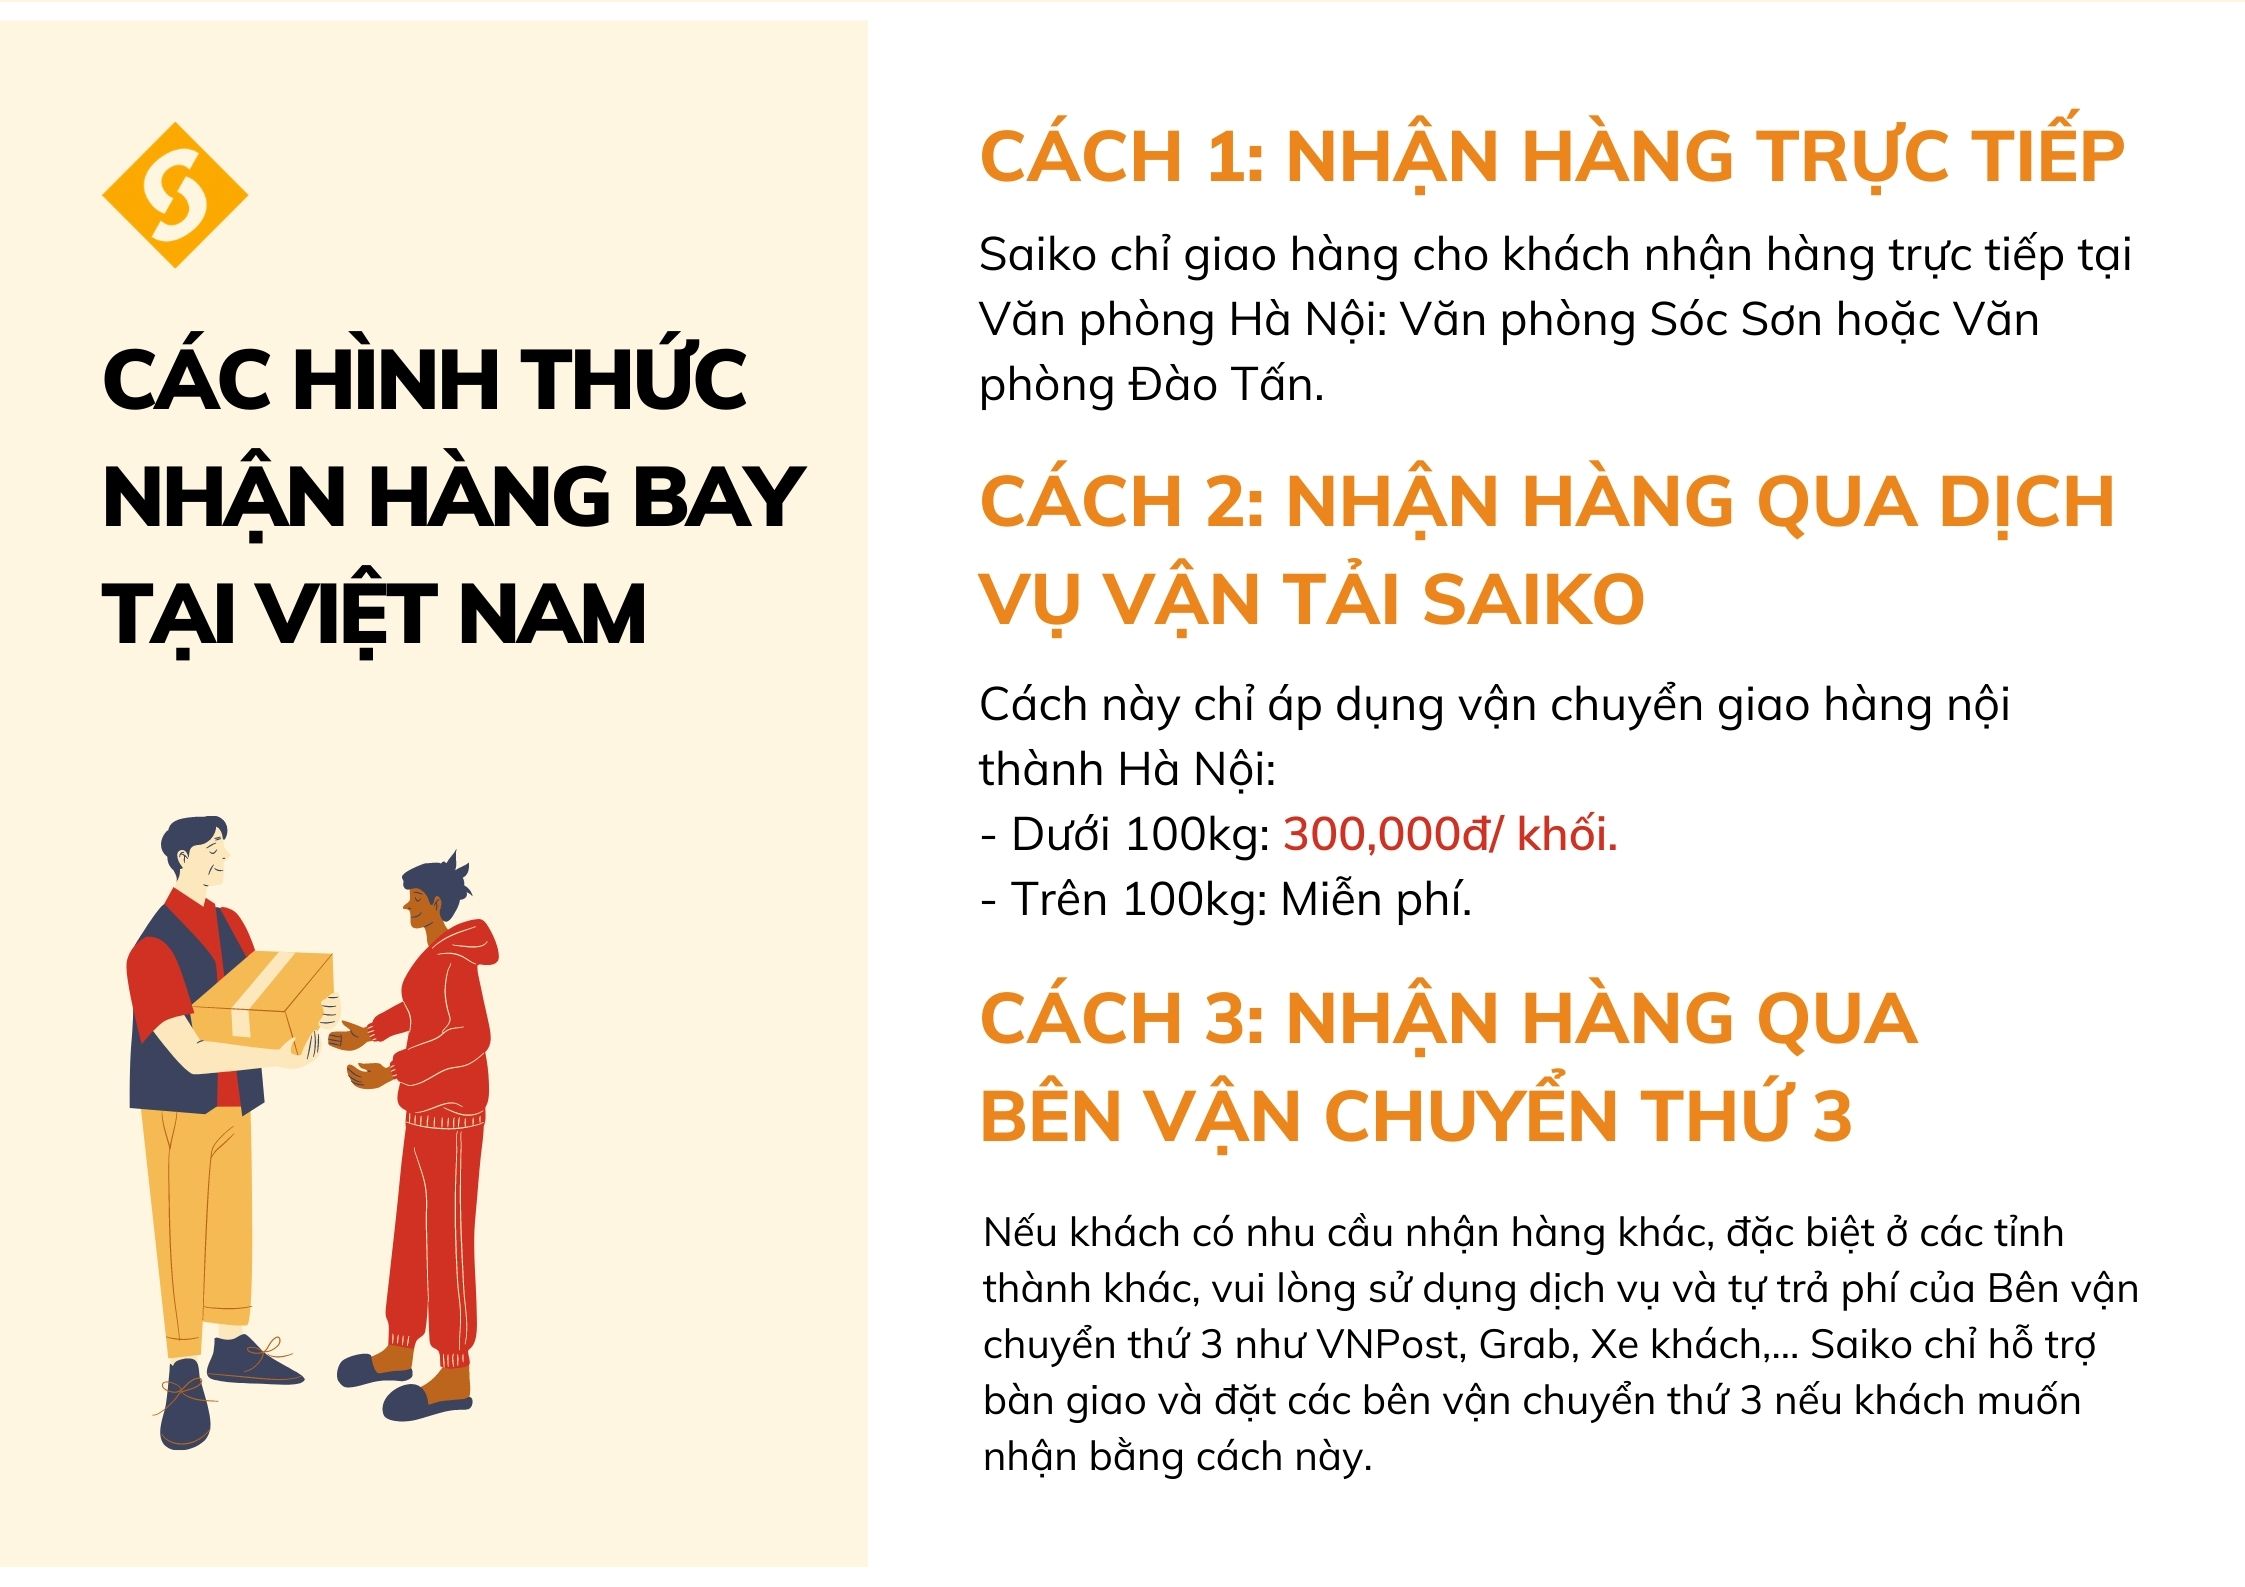 CÁC HÌNH THỨC
NHẬN HÀNG BAY
TẠI VIỆT NAM
CÁCH 1: NHẬN HÀNG TRỰC TIẾP
Saiko chỉ giao hàng cho khách nhận hàng trực tiếp tại
Văn phòng Hà Nội: Văn phòng Sóc Sơn hoặc Văn
phòng Đào Tấn.
CÁCH 2: NHẬN HÀNG QUA DỊCH
VỤ VẬN TẢI SAIKO
Cách này chỉ áp dụng vận chuyển giao hàng nội
thành Hà Nội:
- Dưới 100kg: 300,000đ/ khối.
- Trên 100kg: Miễn phí.
CÁCH 3: NHẬN HÀNG QUA
BÊN VẬN CHUYỂN THỨ 3
Nếu khách có nhu cầu nhận hàng khác, đặc biệt ở các tỉnh
thành khác, vui lòng sử dụng dịch vụ và tự trả phí của Bên vận
chuyển thứ 3 như VNPost, Grab, Xe khách,... Saiko chỉ hỗ trợ
bàn giao và đặt các bên vận chuyển thứ 3 nếu khách muốn
nhận bằng cách này.